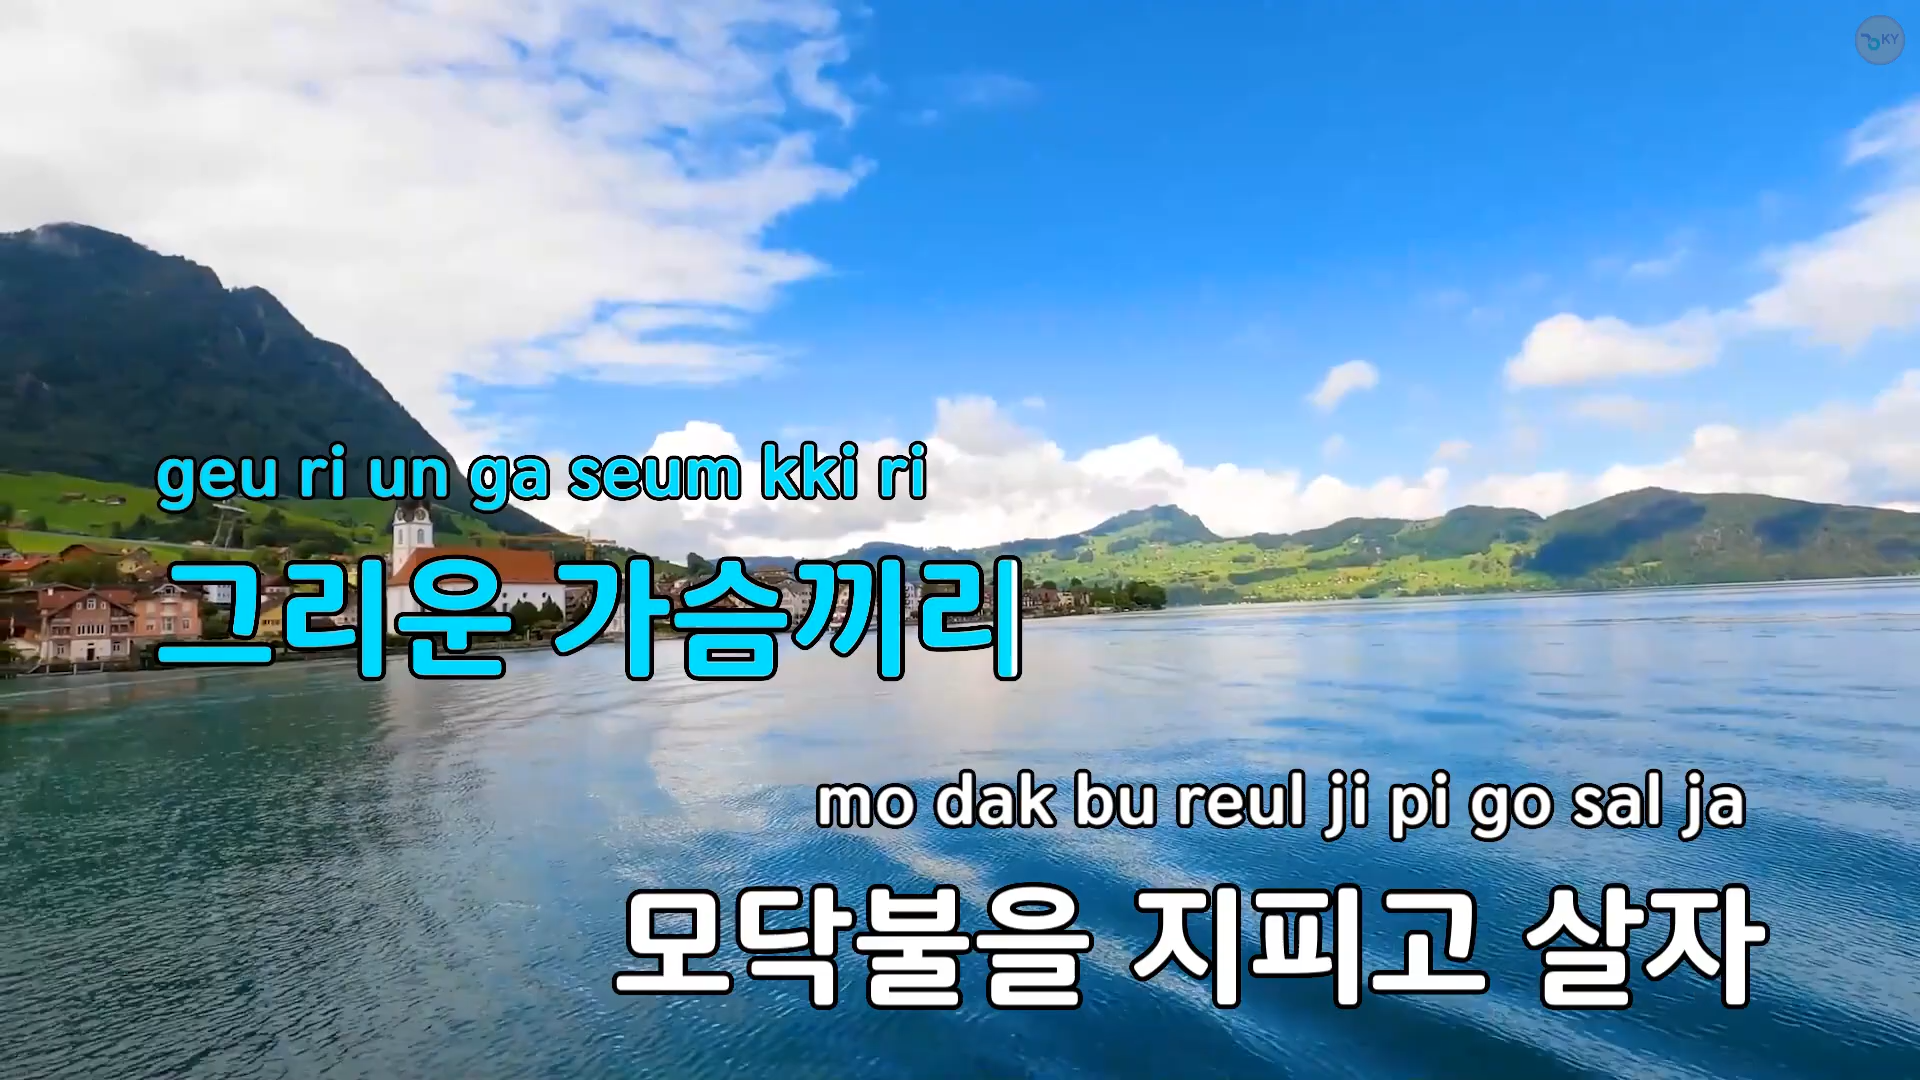 KY
geu ri un ga seum kki ri
그리운 가슴끼리
mo dak bu reul ji pi go sal ja
모닥불을 지피고 살자